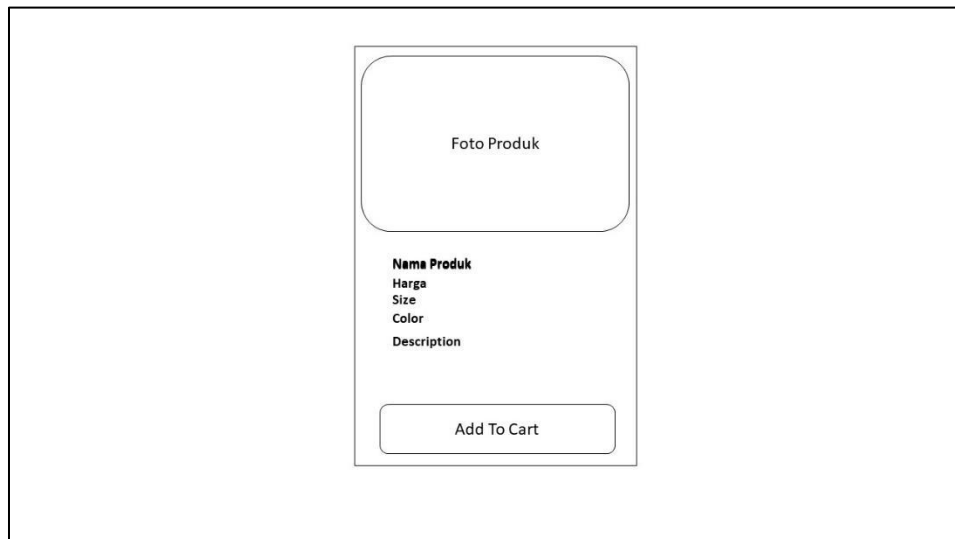 Foto Produk
Nama Produk
Harga
Size
Color
Description
Add To Cart